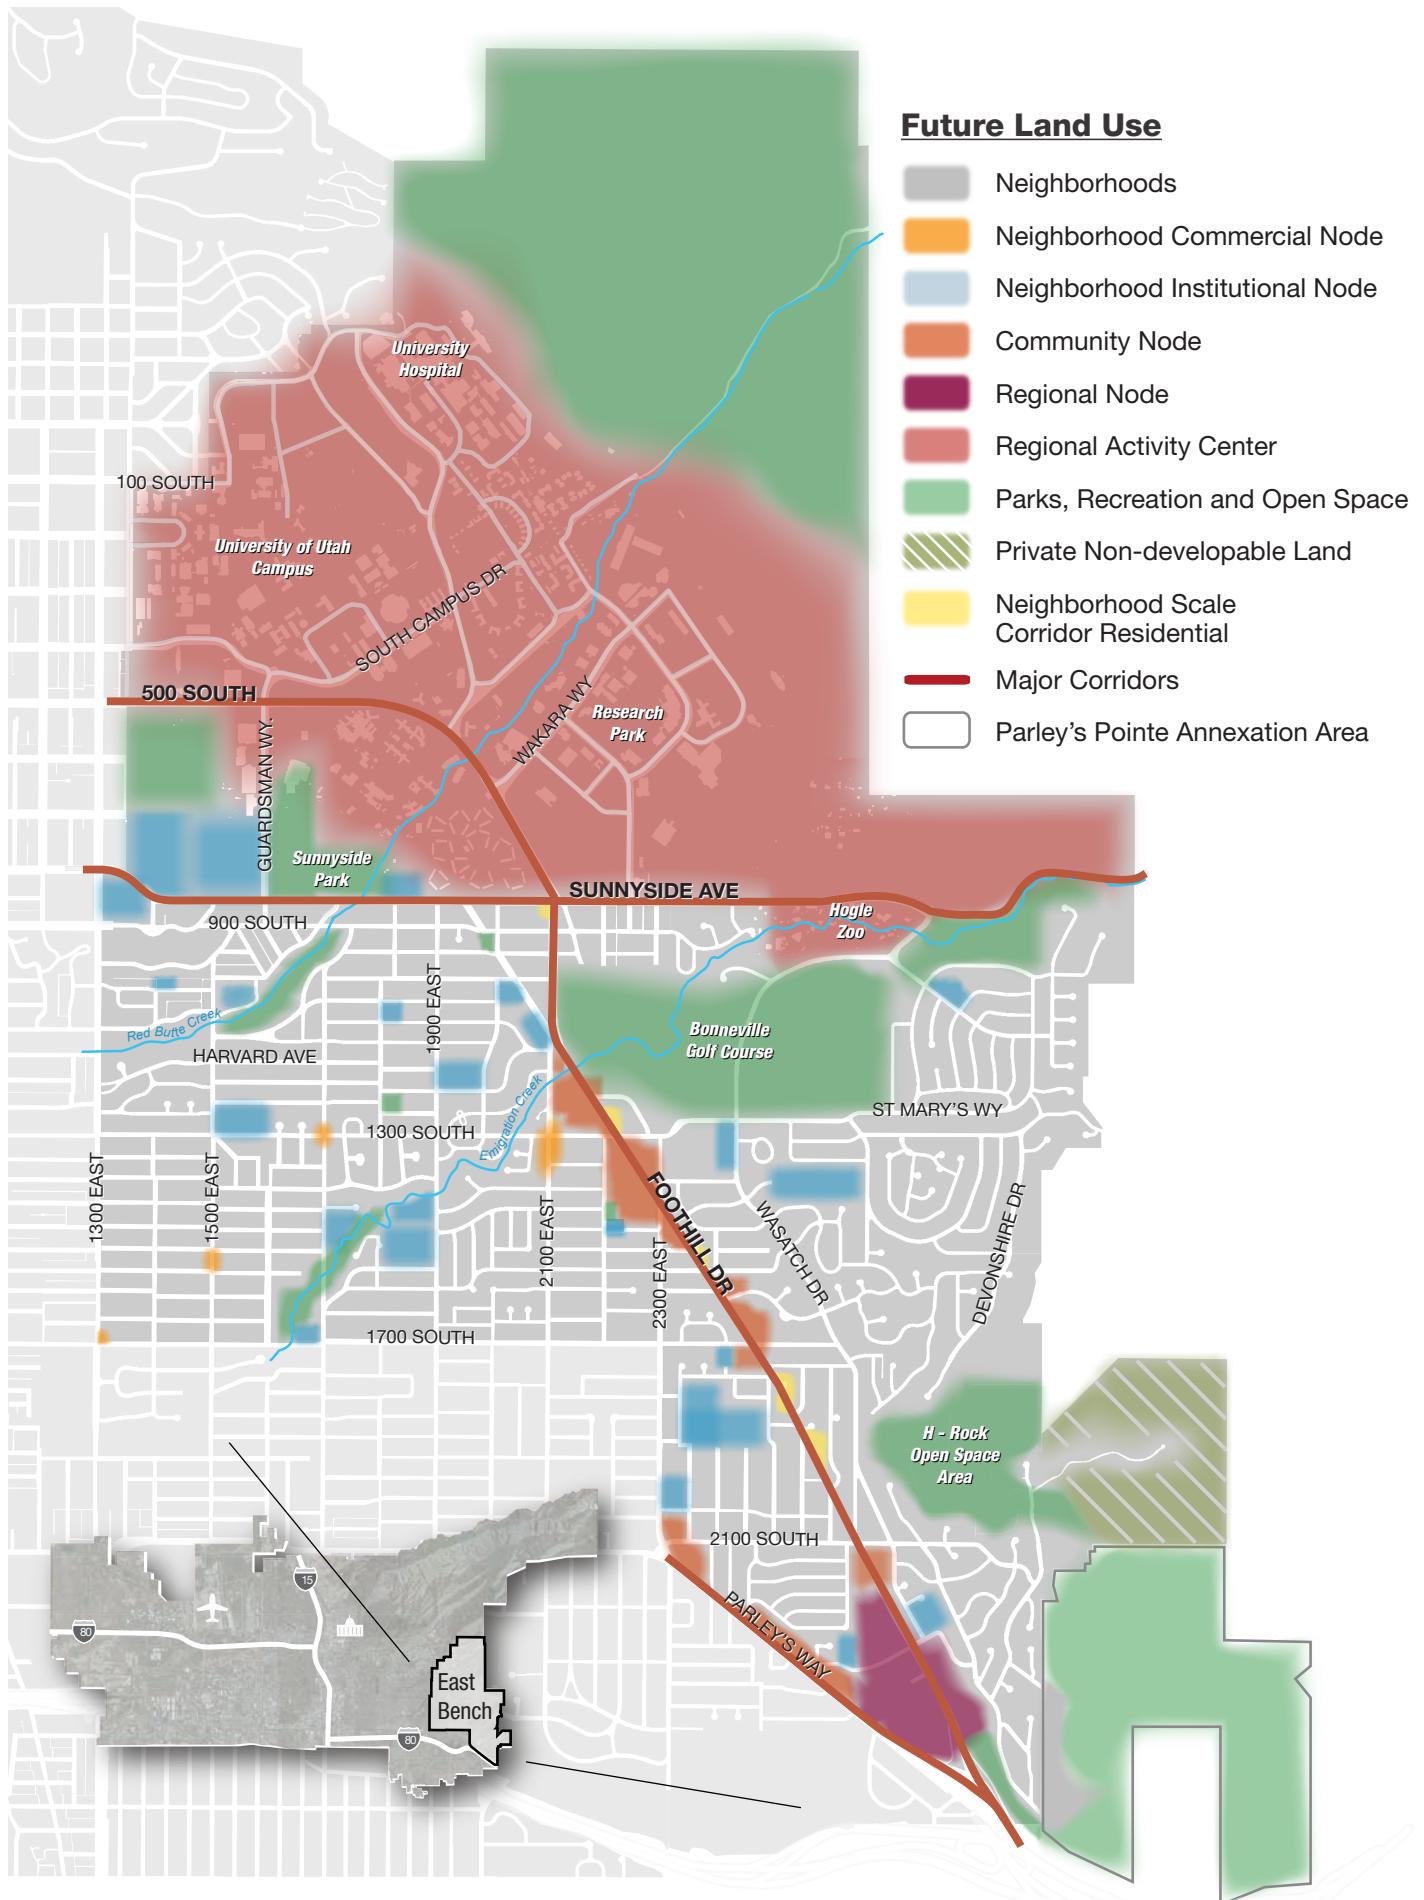 Future Land Use
Neighborhoods
Neighborhood Commercial Node
Neighborhood Institutional Node
Community Node
Regional Node
Regional Activity Center
Parks, Recreation and Open Space
Private Non-developable Land
Neighborhood Scale
Corridor Residential
Major Corridors
Parley's Pointe Annexation Area
University
Hospital
100 SOUTH
University of Utah
Campus
SOUTH CAMPUS DR
500 SOUTH
WAKARA WY
Research
Park
GUARDSMAN WY.
Sunnyside
Park
SUNNYSIDE AVE
900 SOUTH
Hogle
Zoo
1900 EAST
Red Butte Creek
HARVARD AVE
Bonneville
Golf Course
Emigration Creek
ST MARY'S WY
1300 SOUTH
1300 EAST
1500 EAST
2100 EAST
FOOTHILL DR
WASATCH DR
DEVONSHIRE DR
2300 EAST
1700 SOUTH
H - Rock
Open Space
Area
2100 SOUTH
PARLEY'S WAY
15
80
East
Bench
80